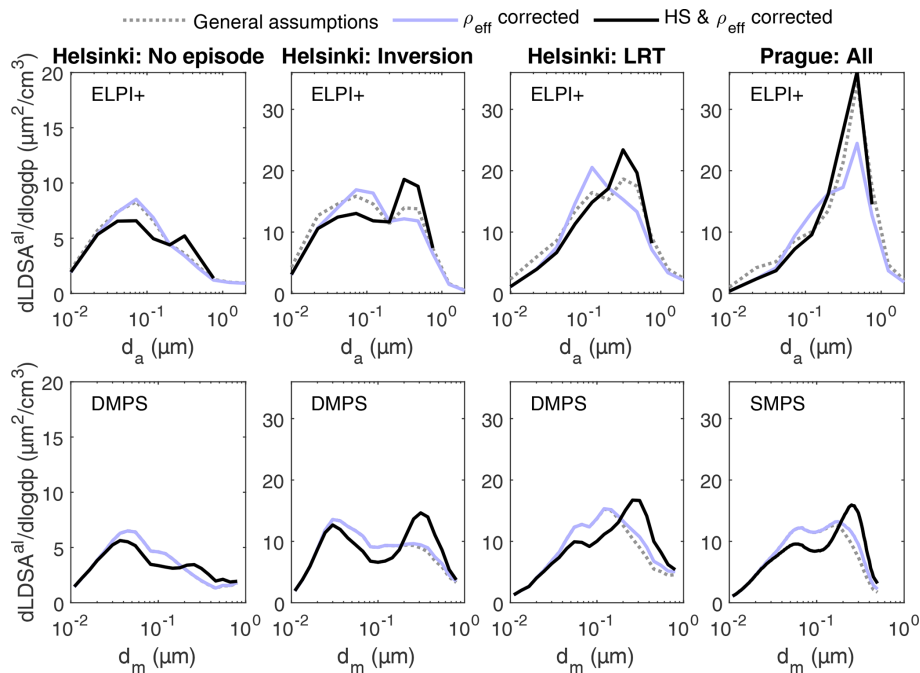 General assumptions ρeff corrected HS & ρeff corrected
Helsinki: No episode Helsinki: Inversion Helsinki: LRT Prague: All
dLDSAal/dlogdp (µm2/cm3)
20
15
10
5
0
ELPI+
10-2 10-1 100
da (µm)
30
20
10
0
ELPI+
10-2 10-1 100
da (µm)
30
20
10
0
ELPI+
10-2 10-1 100
da (µm)
30
20
10
0
ELPI+
10-2 10-1 100
da (µm)
dLDSAal/dlogdp (µm2/cm3)
20
15
10
5
0
DMPS
10-2 10-1 100
dm (µm)
30
20
10
0
DMPS
10-2 10-1 100
dm (µm)
30
20
10
0
DMPS
10-2 10-1 100
dm (µm)
30
20
10
0
SMPS
10-2 10-1 100
dm (µm)